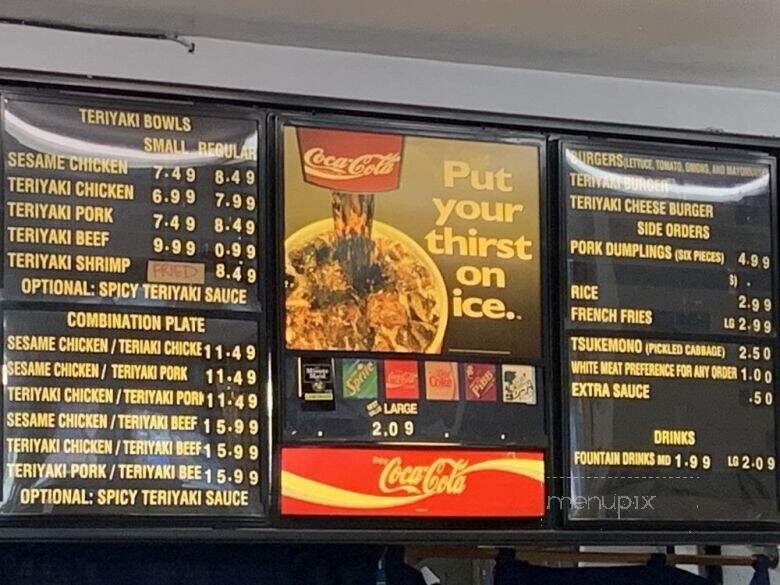 TERIYAKI BOWLS
SMALL REGULAR
SESAME CHICKEN 7.49 8.49
TERIYAKI CHICKEN 6.99 7.99
TERIYAKI PORK 7.49 8.49
TERIYAKI BEEF 9.99 0.99
TERIYAKI SHRIMP FRIED 8.49
OPTIONAL: SPICY TERIYAKI SAUCE
COMBINATION PLATE
SESAME CHICKEN / TERIAKI CHICKE 11.49
SESAME CHICKEN / TERIYAKI PORK 11.49
TERIYAKI CHICKEN / TERIYAKI PORK 11.49
SESAME CHICKEN / TERIYAKI BEEF 15.99
TERIYAKI CHICKEN / TERIYAKI BEEF 15.99
TERIYAKI PORK / TERIYAKI BEE 15.99
OPTIONAL: SPICY TERIYAKI SAUCE
Coca-Cola
Put
your
thirst
on
ice.
Minute Maid Sprite Coca-Cola Diet Coke Pibb
LARGE
2.09
Enjoy
Coca-Cola
BURGERS (LETTUCE, TOMATO, ONIONS, AND MAYONNAISE)
TERIYAKI BURGER
TERIYAKI CHEESE BURGER
SIDE ORDERS
PORK DUMPLINGS (SIX PIECES) 4.99
S) .
RICE 2.99
FRENCH FRIES LG 2.99
TSUKEMONO (PICKLED CABBAGE) 2.50
WHITE MEAT PREFERENCE FOR ANY ORDER 1.00
EXTRA SAUCE .50
DRINKS
FOUNTAIN DRINKS MD 1.99 LG 2.09
menupix